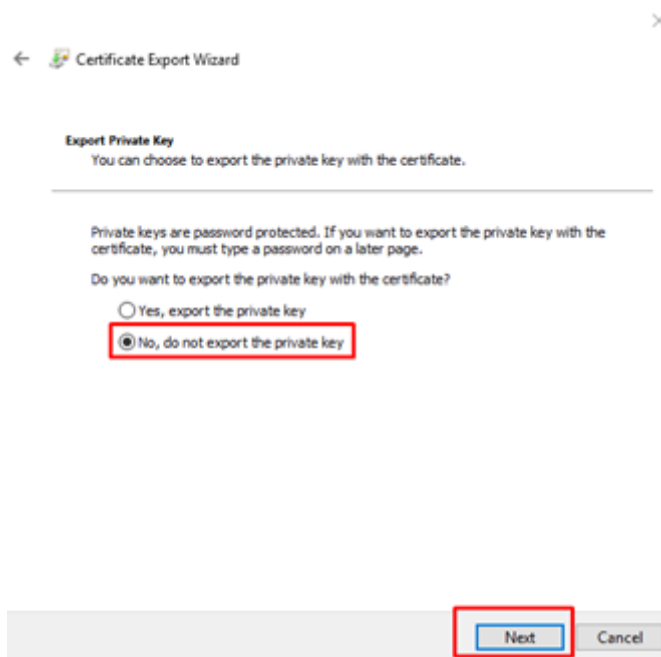 Certificate Export Wizard
Export Private Key
You can choose to export the private key with the certificate.
Private keys are password protected. If you want to export the private key with the
certificate, you must type a password on a later page.
Do you want to export the private key with the certificate?
Yes, export the private key
No, do not export the private key
Next
Cancel